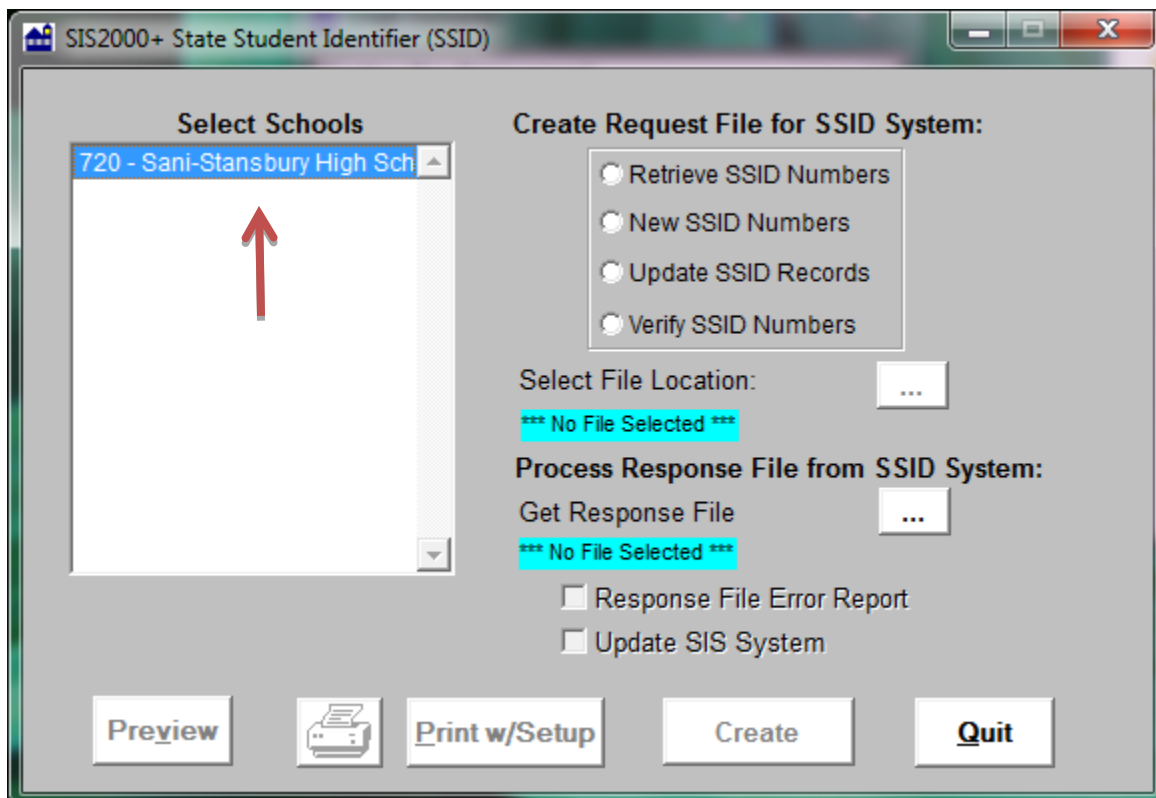 SIS2000+ State Student Identifier (SSID)
Select Schools
720 - Sani-Stansbury High Sch
Create Request File for SSID System:
Retrieve SSID Numbers
New SSID Numbers
Update SSID Records
Verify SSID Numbers
Select File Location:
...
*** No File Selected ***
Process Response File from SSID System:
Get Response File
...
*** No File Selected ***
Response File Error Report
Update SIS System
Preview
Print w/Setup
Create
Quit